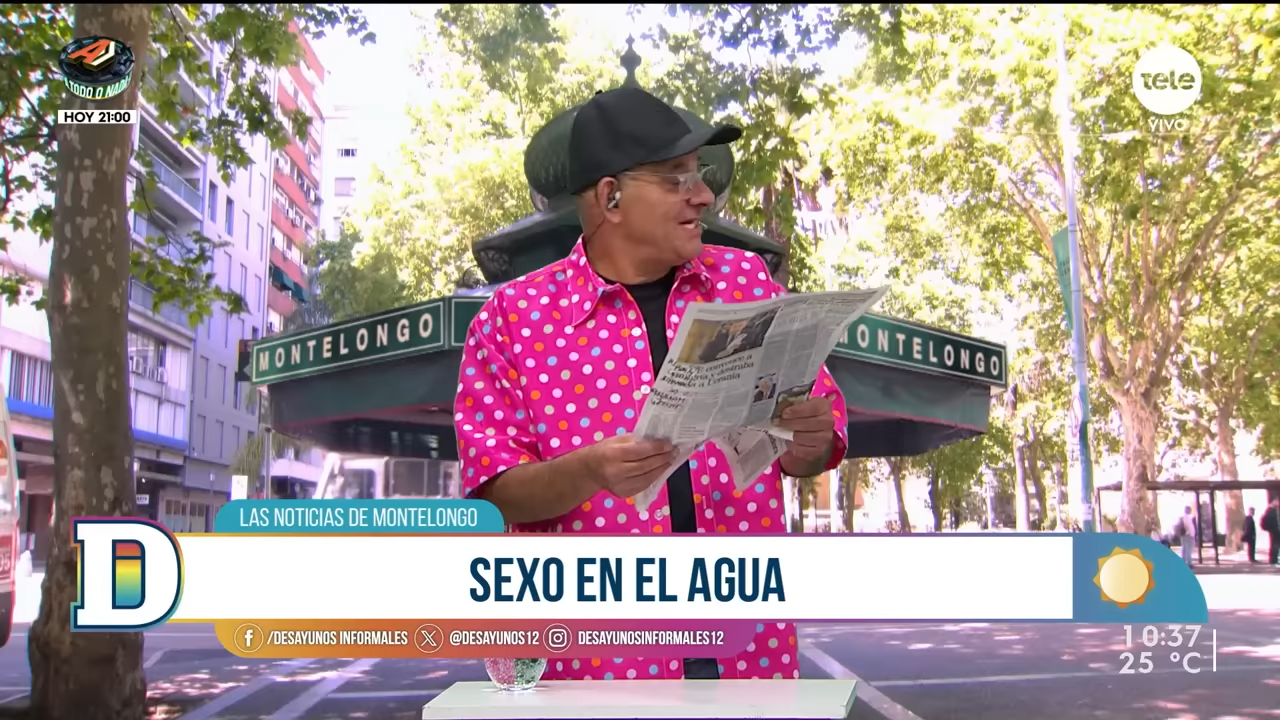 A TODO O NADA
HOY 21:00
tele
VIVO
MONTELONGO
MONTELONGO
LAS NOTICIAS DE MONTELONGO
D
SEXO EN EL AGUA
/DESAYUNOS INFORMALES
@DESAYUNOS12
DESAYUNOSINFORMALES12
10:37
25 °C